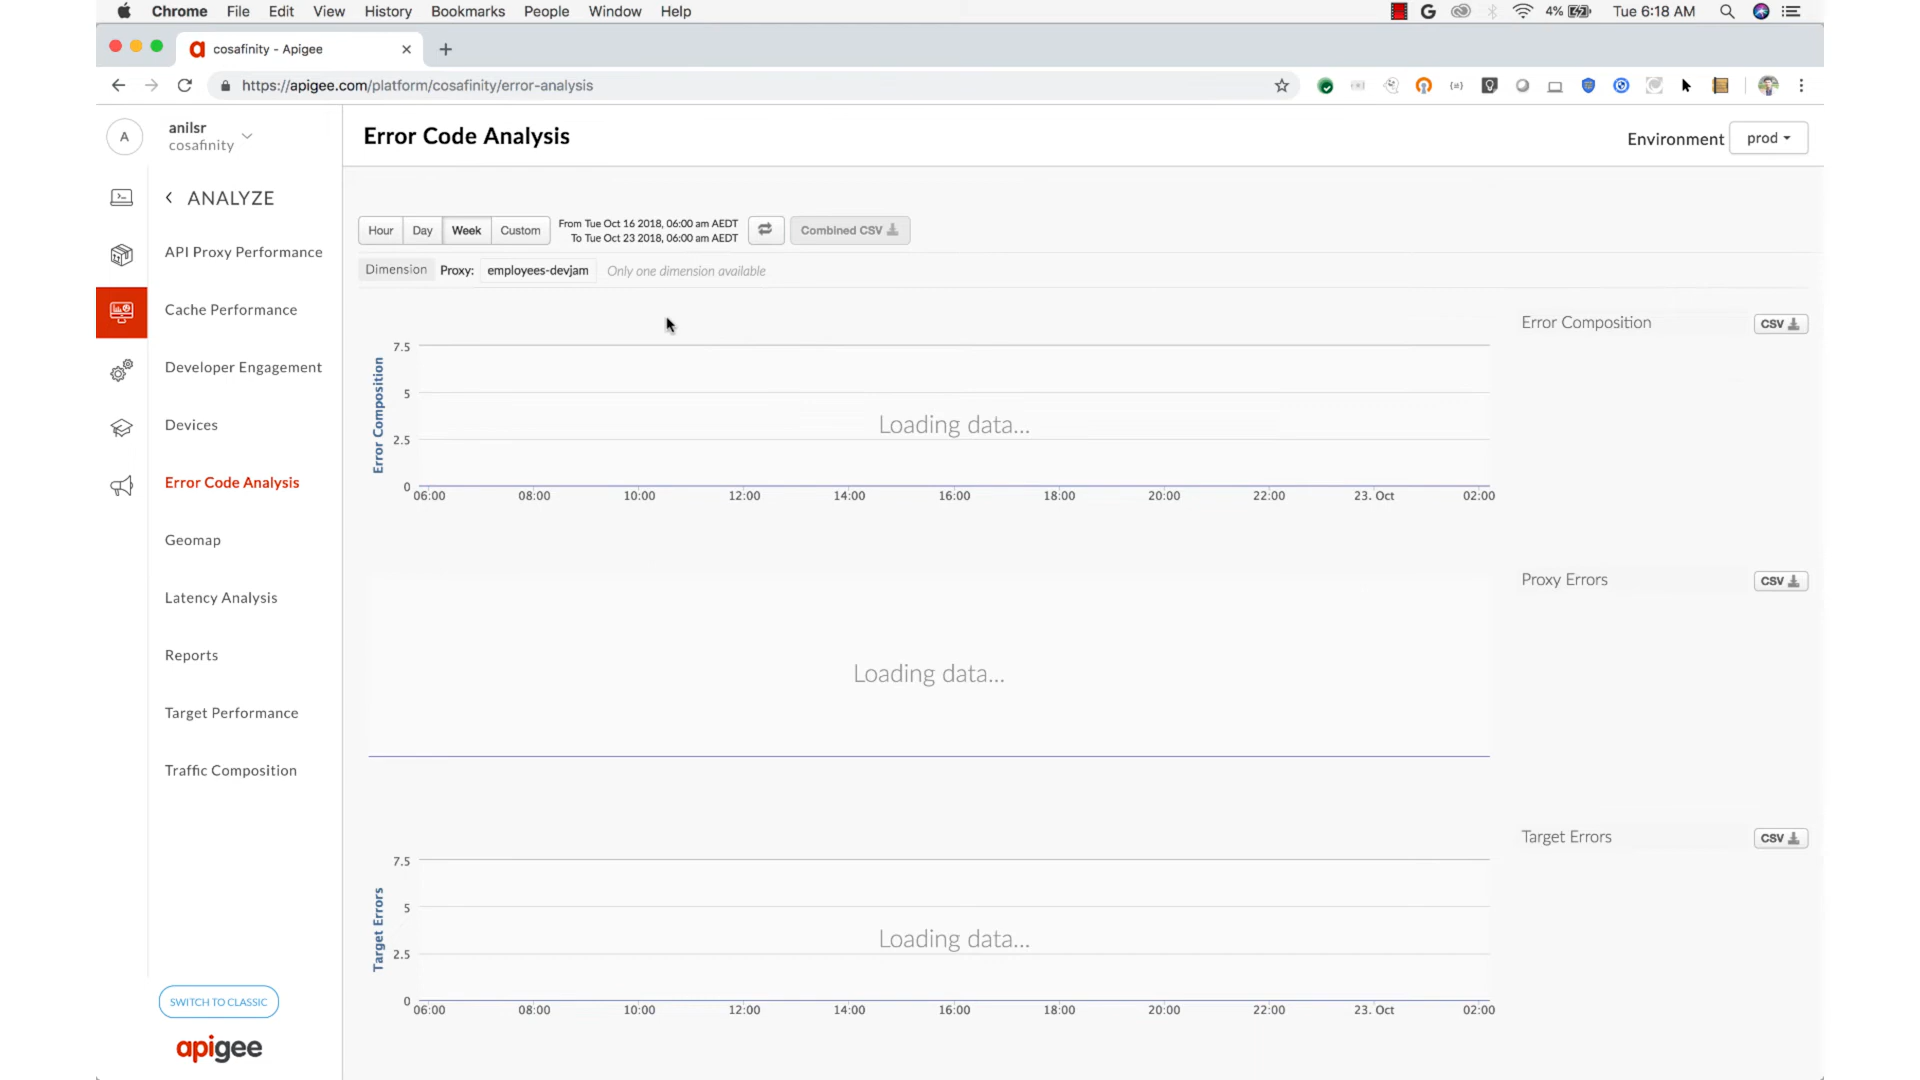 Chrome File Edit View History Bookmarks People Window Help
4% Tue 6:18 AM
cosafinity - Apigee
https://apigee.com/platform/cosafinity/error-analysis
A
anilsr
cosafinity
Error Code Analysis
Environment prod
ANALYZE
API Proxy Performance
Cache Performance
Developer Engagement
Devices
Error Code Analysis
Geomap
Latency Analysis
Reports
Target Performance
Traffic Composition
SWITCH TO CLASSIC
apigee
Hour Day Week Custom
From Tue Oct 16 2018, 06:00 am AEDT
To Tue Oct 23 2018, 06:00 am AEDT
Combined CSV
Dimension Proxy: employees-devjam Only one dimension available
Error Composition
7.5
5
2.5
0
Loading data...
06:00 08:00 10:00 12:00 14:00 16:00 18:00 20:00 22:00 23. Oct 02:00
Error Composition CSV
Loading data...
Proxy Errors CSV
Target Errors
7.5
5
2.5
0
Loading data...
06:00 08:00 10:00 12:00 14:00 16:00 18:00 20:00 22:00 23. Oct 02:00
Target Errors CSV